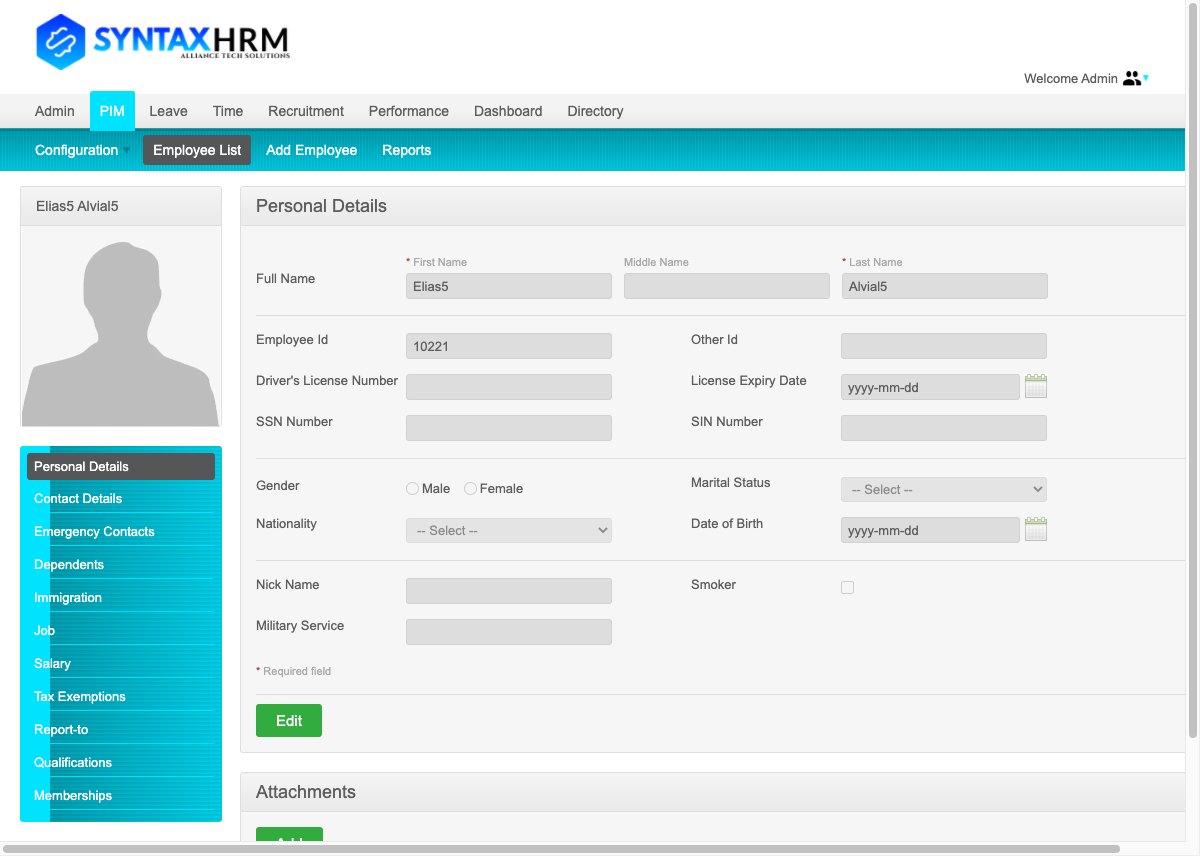 SYNTAXHRM
ALLIANCE TECH SOLUTIONS
Welcome Admin
Admin PIM Leave Time Recruitment Performance Dashboard Directory
Configuration Employee List Add Employee Reports
Elias5 Alvial5
Personal Details
Contact Details
Emergency Contacts
Dependents
Immigration
Job
Salary
Tax Exemptions
Report-to
Qualifications
Memberships
Personal Details
* First Name Middle Name * Last Name
Full Name Elias5 Alvial5
Employee Id 10221 Other Id
Driver's License Number License Expiry Date yyyy-mm-dd
SSN Number SIN Number
Gender Male Female Marital Status -- Select --
Nationality -- Select -- Date of Birth yyyy-mm-dd
Nick Name Smoker
Military Service
* Required field
Edit
Attachments
Add